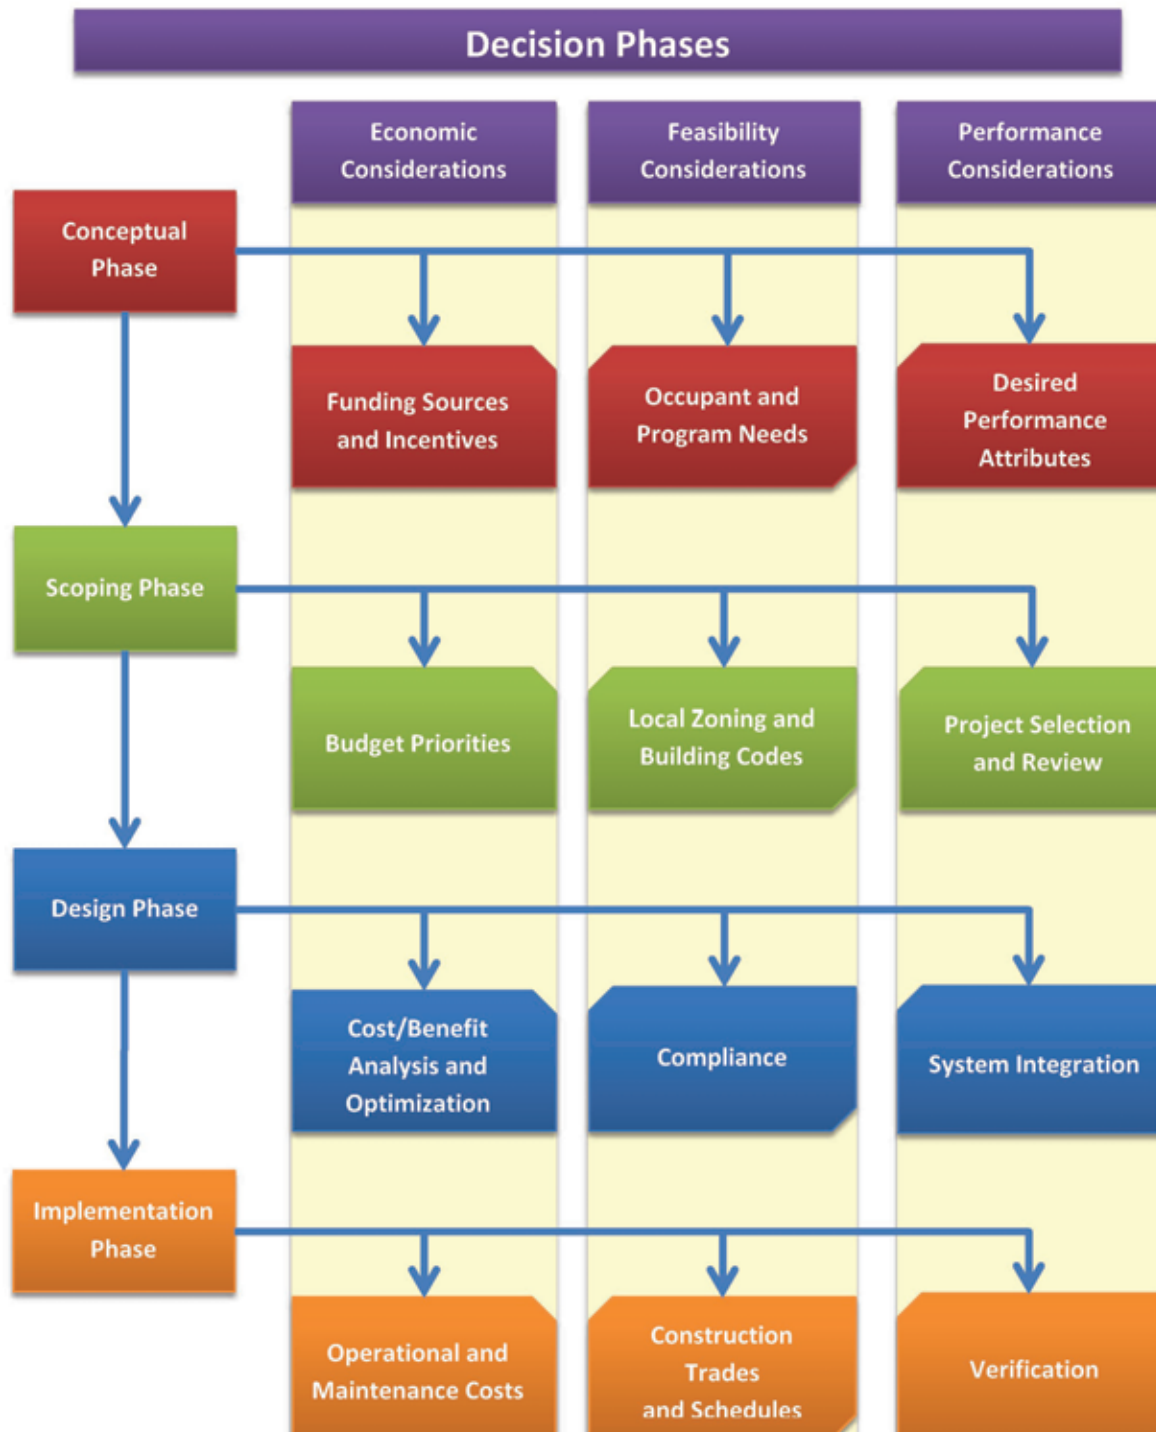 Decision Phases
Economic
Considerations
Feasibility
Considerations
Performance
Considerations
Conceptual
Phase
Funding Sources
and Incentives
Occupant and
Program Needs
Desired
Performance
Attributes
Scoping Phase
Budget Priorities
Local Zoning and
Building Codes
Project Selection
and Review
Design Phase
Cost/Benefit
Analysis and
Optimization
Compliance
System Integration
Implementation
Phase
Operational and
Maintenance Costs
Construction
Trades
and Schedules
Verification